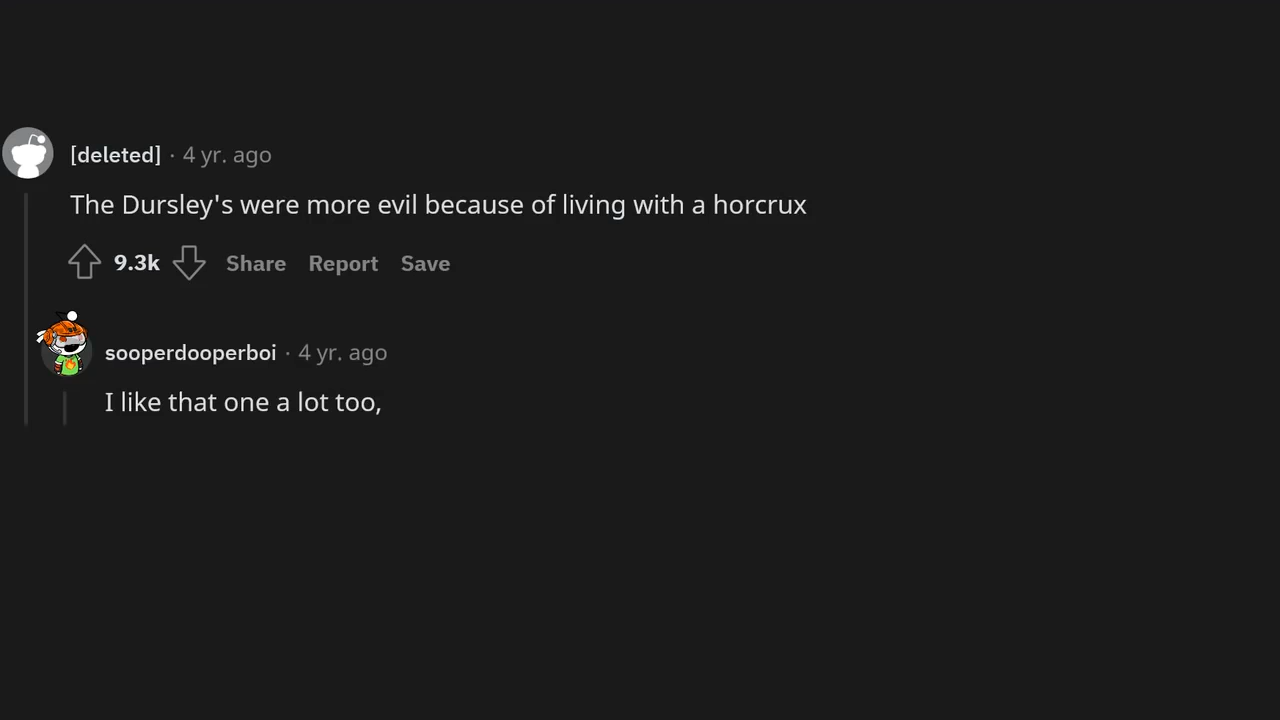 [deleted] · 4 yr. ago
The Dursley's were more evil because of living with a horcrux
9.3k Share Report Save
sooperdooperboi · 4 yr. ago
I like that one a lot too,